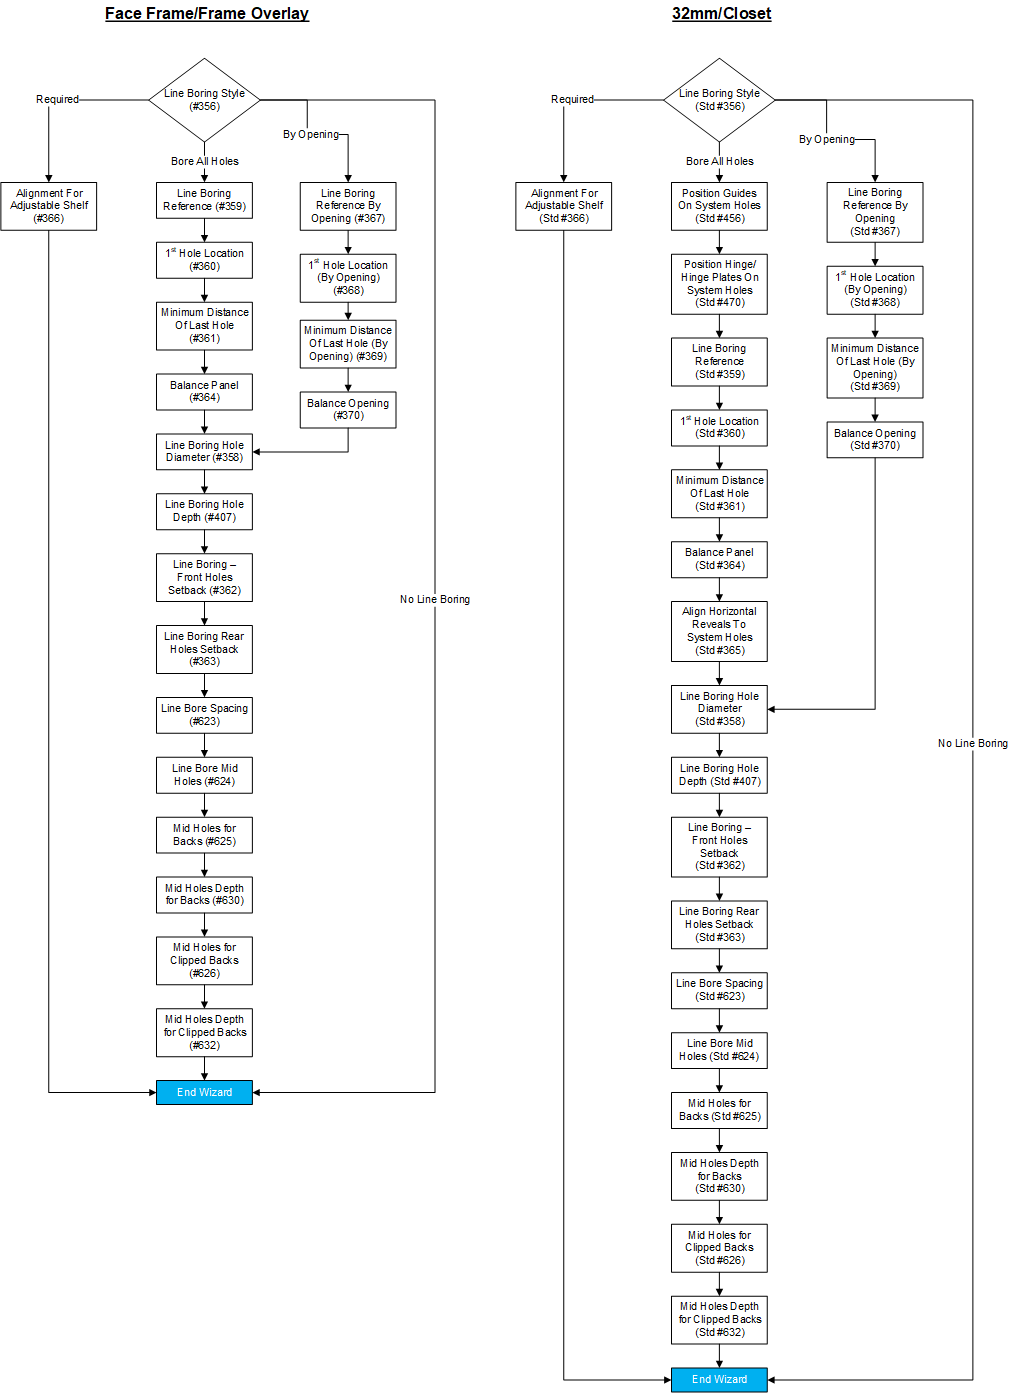 Face Frame/Frame Overlay
Line Boring Style
(#356)
Required
By Opening
Bore All Holes
No Line Boring
Alignment For
Adjustable Shelf
(#366)
Line Boring
Reference (#359)
1st Hole Location
(#360)
Minimum Distance
Of Last Hole
(#361)
Balance Panel
(#364)
Line Boring
Reference By
Opening (#367)
1st Hole Location
(By Opening)
(#368)
Minimum Distance
Of Last Hole (By
Opening) (#369)
Balance Opening
(#370)
Line Boring Hole
Diameter (#358)
Line Boring Hole
Depth (#407)
Line Boring –
Front Holes
Setback (#362)
Line Boring Rear
Holes Setback
(#363)
Line Bore Spacing
(#623)
Line Bore Mid
Holes (#624)
Mid Holes for
Backs (#625)
Mid Holes Depth
for Backs (#630)
Mid Holes for
Clipped Backs
(#626)
Mid Holes Depth
for Clipped Backs
(#632)
End Wizard
32mm/Closet
Line Boring Style
(Std #356)
Required
By Opening
Bore All Holes
No Line Boring
Alignment For
Adjustable Shelf
(Std #366)
Position Guides
On System Holes
(Std #456)
Position Hinge/
Hinge Plates On
System Holes
(Std #470)
Line Boring
Reference
(Std #359)
1st Hole Location
(Std #360)
Minimum Distance
Of Last Hole
(Std #361)
Balance Panel
(Std #364)
Align Horizontal
Reveals To
System Holes
(Std #365)
Line Boring
Reference By
Opening
(Std #367)
1st Hole Location
(By Opening)
(Std #368)
Minimum Distance
Of Last Hole (By
Opening)
(Std #369)
Balance Opening
(Std #370)
Line Boring Hole
Diameter
(Std #358)
Line Boring Hole
Depth (Std #407)
Line Boring –
Front Holes
Setback
(Std #362)
Line Boring Rear
Holes Setback
(Std #363)
Line Bore Spacing
(Std #623)
Line Bore Mid
Holes (Std #624)
Mid Holes for
Backs (Std #625)
Mid Holes Depth
for Backs
(Std #630)
Mid Holes for
Clipped Backs
(Std #626)
Mid Holes Depth
for Clipped Backs
(Std #632)
End Wizard